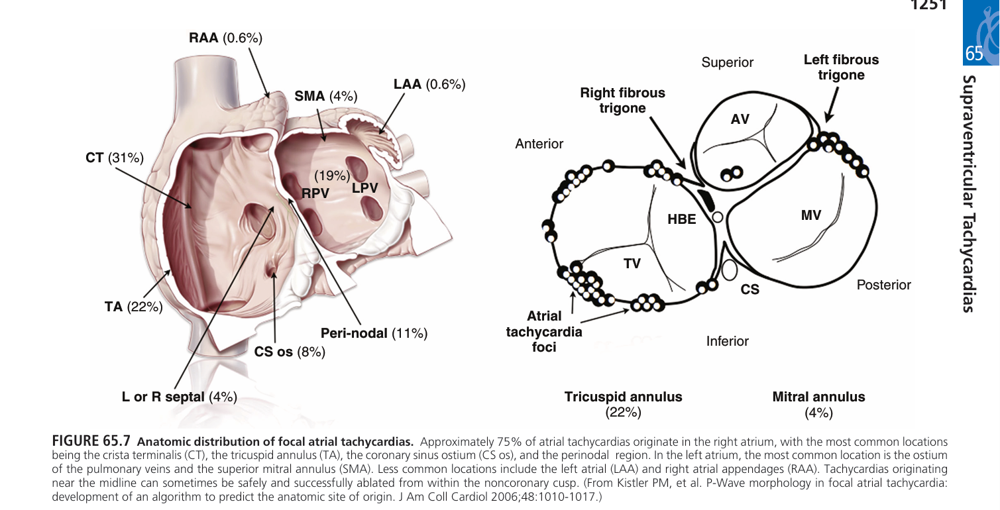 1251
65
Supraventricular Tachycardias
RAA (0.6%)
SMA (4%)
LAA (0.6%)
CT (31%)
(19%)
RPV
LPV
TA (22%)
Peri-nodal (11%)
CS os (8%)
L or R septal (4%)
Superior
Left fibrous
trigone
Right fibrous
trigone
AV
Anterior
HBE
MV
TV
CS
Posterior
Atrial
tachycardia
foci
Inferior
Tricuspid annulus
(22%)
Mitral annulus
(4%)
FIGURE 65.7 Anatomic distribution of focal atrial tachycardias. Approximately 75% of atrial tachycardias originate in the right atrium, with the most common locations
being the crista terminalis (CT), the tricuspid annulus (TA), the coronary sinus ostium (CS os), and the perinodal region. In the left atrium, the most common location is the ostium
of the pulmonary veins and the superior mitral annulus (SMA). Less common locations include the left atrial (LAA) and right atrial appendages (RAA). Tachycardias originating
near the midline can sometimes be safely and successfully ablated from within the noncoronary cusp. (From Kistler PM, et al. P-Wave morphology in focal atrial tachycardia:
development of an algorithm to predict the anatomic site of origin. J Am Coll Cardiol 2006;48:1010-1017.)